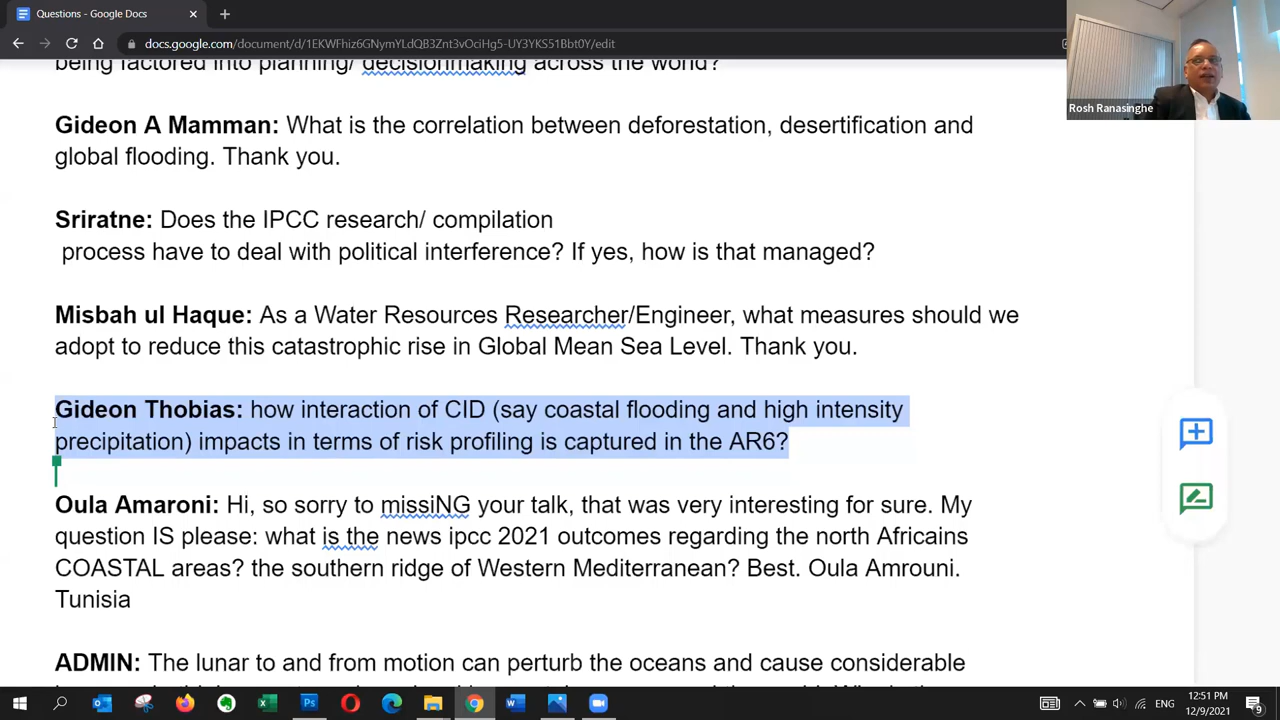 Questions - Google Docs
docs.google.com/document/d/1EKWFhiz6GNymYLdQB3Znt3vOciHg5-UY3YKS51Bbt0Y/edit
being factored into planning/ decisionmaking across the world?
Gideon A Mamman: What is the correlation between deforestation, desertification and
global flooding. Thank you.
Sriratne: Does the IPCC research/ compilation
process have to deal with political interference? If yes, how is that managed?
Misbah ul Haque: As a Water Resources Researcher/Engineer, what measures should we
adopt to reduce this catastrophic rise in Global Mean Sea Level. Thank you.
Gideon Thobias: how interaction of CID (say coastal flooding and high intensity
precipitation) impacts in terms of risk profiling is captured in the AR6?
Oula Amaroni: Hi, so sorry to missiNG your talk, that was very interesting for sure. My
question IS please: what is the news ipcc 2021 outcomes regarding the north Africains
COASTAL areas? the southern ridge of Western Mediterranean? Best. Oula Amrouni.
Tunisia
ADMIN: The lunar to and from motion can perturb the oceans and cause considerable
Rosh Ranasinghe
ENG
12:51 PM
12/9/2021
9